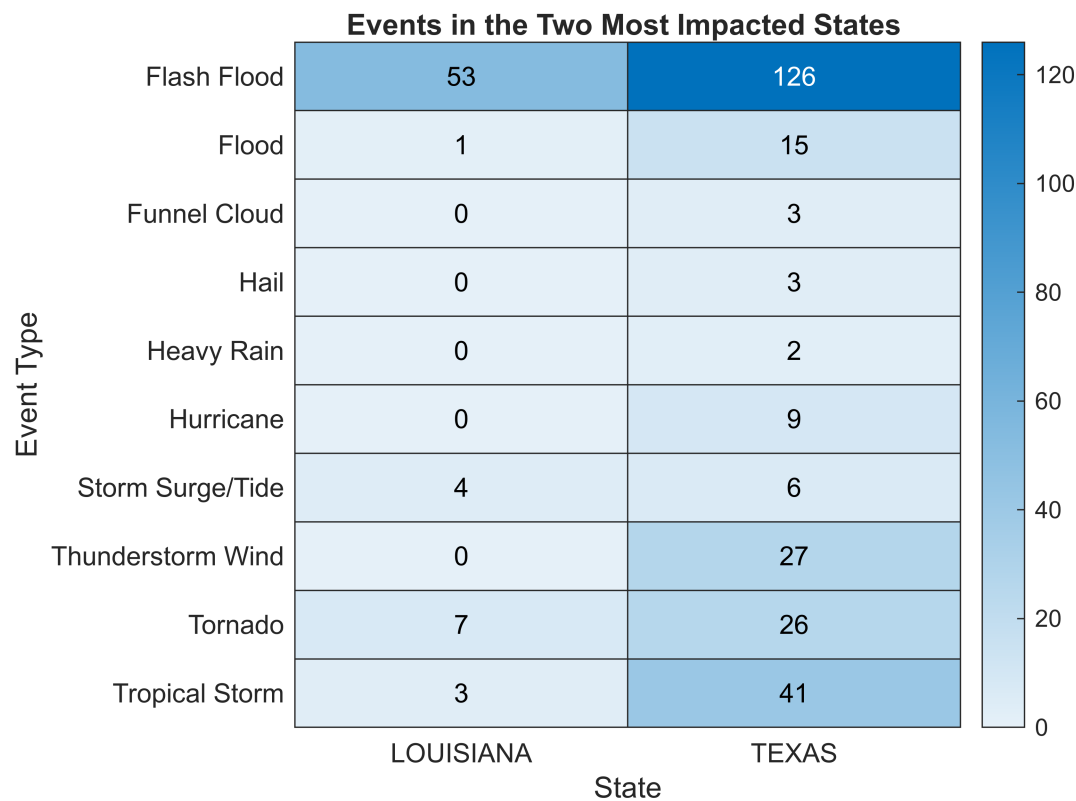 Events in the Two Most Impacted States
Flash Flood 53 126
Flood 1 15
Funnel Cloud 0 3
Hail 0 3
Heavy Rain 0 2
Hurricane 0 9
Storm Surge/Tide 4 6
Thunderstorm Wind 0 27
Tornado 7 26
Tropical Storm 3 41
LOUISIANA TEXAS
State
Event Type
120
100
80
60
40
20
0